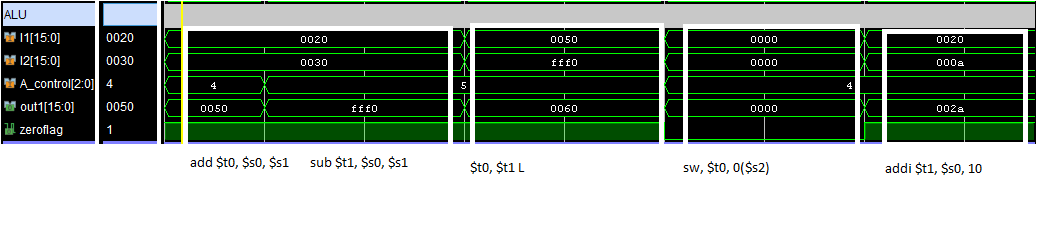 ALU
I1[15:0] 0020 0020 0050 0000 0020
I2[15:0] 0030 0030 fff0 0000 000a
A_control[2:0] 4 4 5 4
out1[15:0] 0050 0050 fff0 0060 0000 002a
zeroflag 1
add $t0, $s0, $s1 sub $t1, $s0, $s1 $t0, $t1 L sw, $t0, 0($s2) addi $t1, $s0, 10